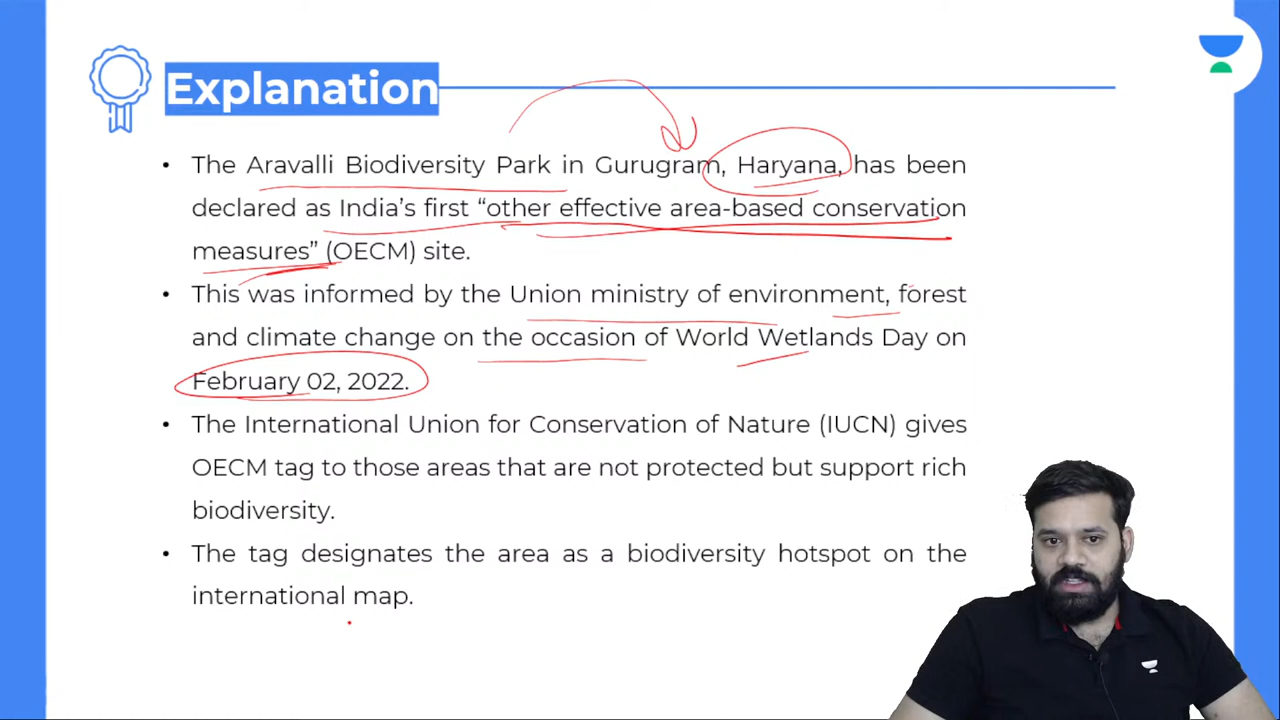 Explanation
• The Aravalli Biodiversity Park in Gurugram, Haryana, has been
declared as India's first “other effective area-based conservation
measures” (OECM) site.
• This was informed by the Union ministry of environment, forest
and climate change on the occasion of World Wetlands Day on
February 02, 2022.
• The International Union for Conservation of Nature (IUCN) gives
OECM tag to those areas that are not protected but support rich
biodiversity.
• The tag designates the area as a biodiversity hotspot on the
international map.